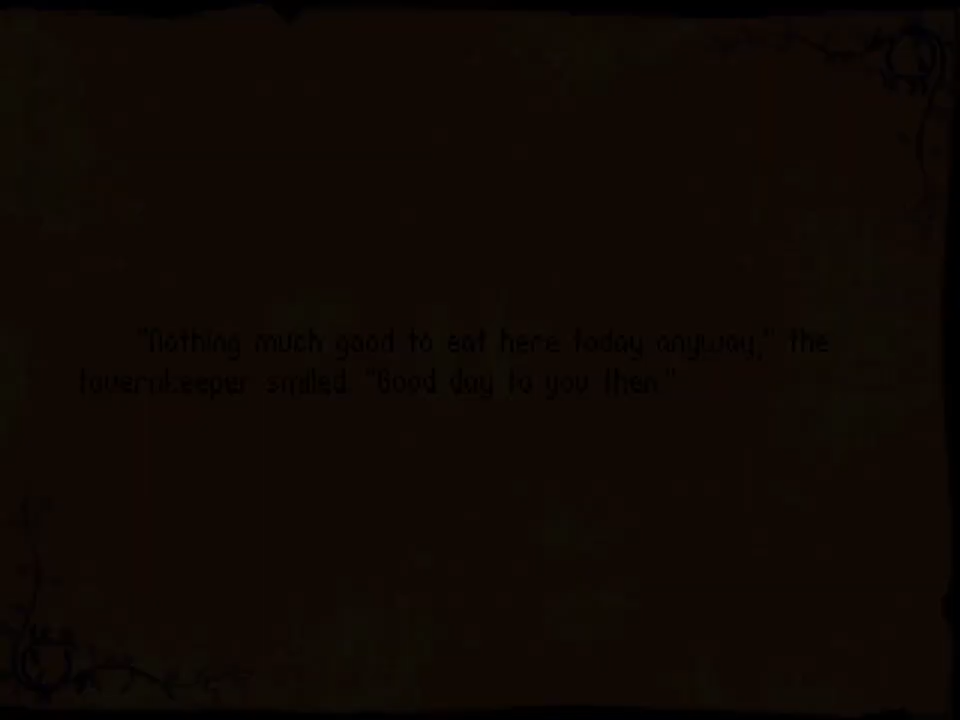 "Nothing much good to eat here today anyway," the
tavernkeeper smiled. "Good day to you then."